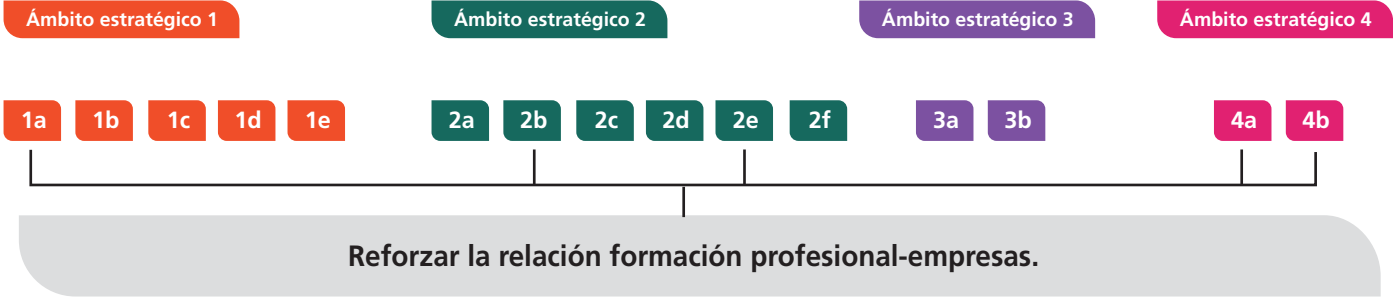 Ámbito estratégico 1 Ámbito estratégico 2 Ámbito estratégico 3 Ámbito estratégico 4
1a 1b 1c 1d 1e 2a 2b 2c 2d 2e 2f 3a 3b 4a 4b
Reforzar la relación formación profesional-empresas.